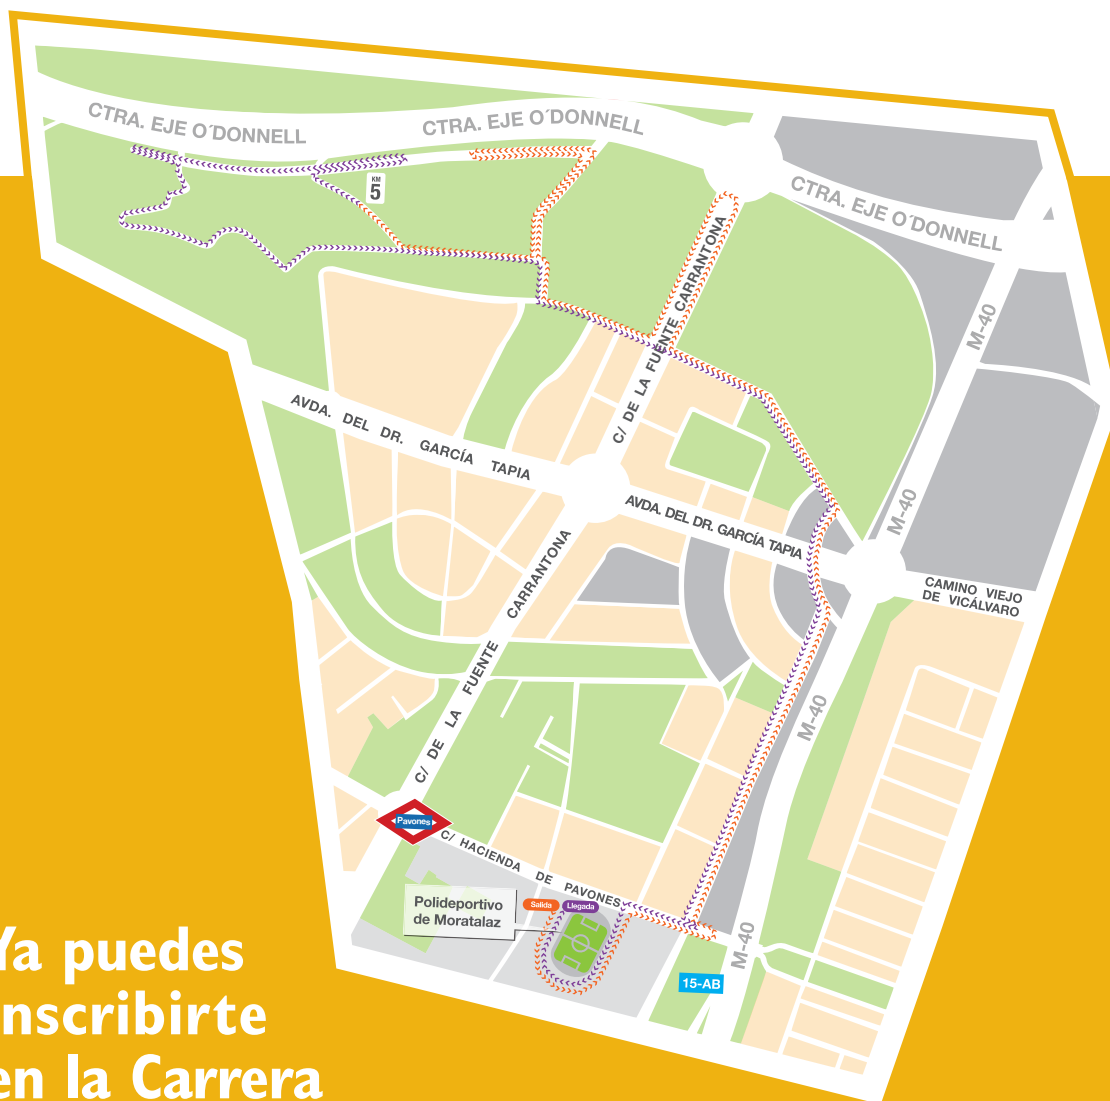 CTRA. EJE O´DONNELL
CTRA. EJE O´DONNELL
CTRA. EJE O´DONNELL
KM
5
C/ DE LA FUENTE CARRANTONA
M-40
AVDA. DEL DR. GARCÍA TAPIA
AVDA. DEL DR. GARCÍA TAPIA
M-40
CAMINO VIEJO
DE VICÁLVARO
C/ DE LA FUENTE CARRANTONA
M-40
Pavones
C/ HACIENDA DE PAVONES
Polideportivo
de Moratalaz
Salida
Llegada
M-40
15-AB
Ya puedes
nscribirte
en la Carrera